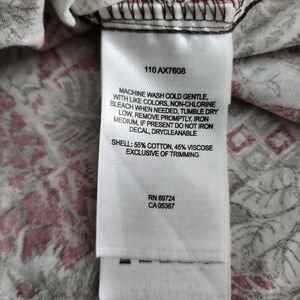 110 AX7608
MACHINE WASH COLD GENTLE,
WITH LIKE COLORS, NON-CHLORINE
BLEACH WHEN NEEDED, TUMBLE DRY
LOW, REMOVE PROMPTLY, IRON
MEDIUM, IF PRESENT DO NOT IRON
DECAL, DRYCLEANABLE
SHELL: 55% COTTON, 45% VISCOSE
EXCLUSIVE OF TRIMMING
RN 69724
CA 05367